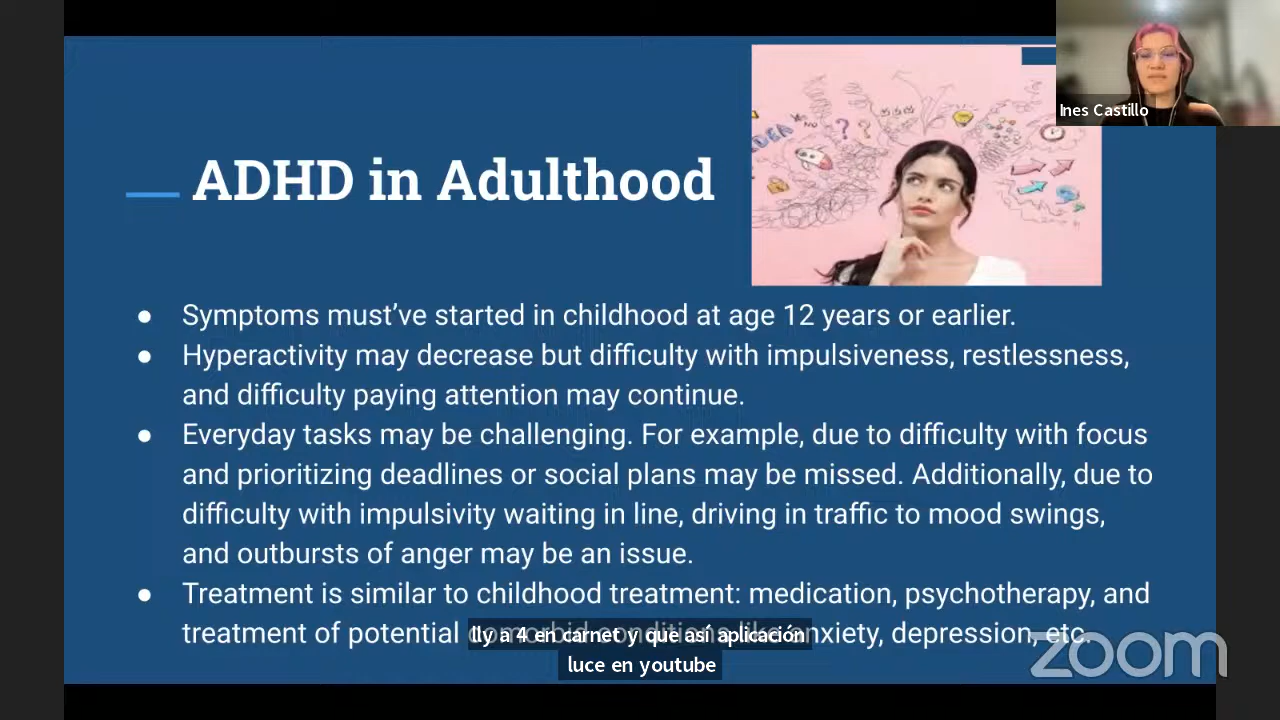 Ines Castillo
ADHD in Adulthood
IDEA
● Symptoms must’ve started in childhood at age 12 years or earlier.
● Hyperactivity may decrease but difficulty with impulsiveness, restlessness,
and difficulty paying attention may continue.
● Everyday tasks may be challenging. For example, due to difficulty with focus
and prioritizing deadlines or social plans may be missed. Additionally, due to
difficulty with impulsivity waiting in line, driving in traffic to mood swings,
and outbursts of anger may be an issue.
● Treatment is similar to childhood treatment: medication, psychotherapy, and
treatment of potential comorbid conditions like anxiety, depression, etc.
Ily a 4 en carnet y que así aplicación
luce en youtube
zoom